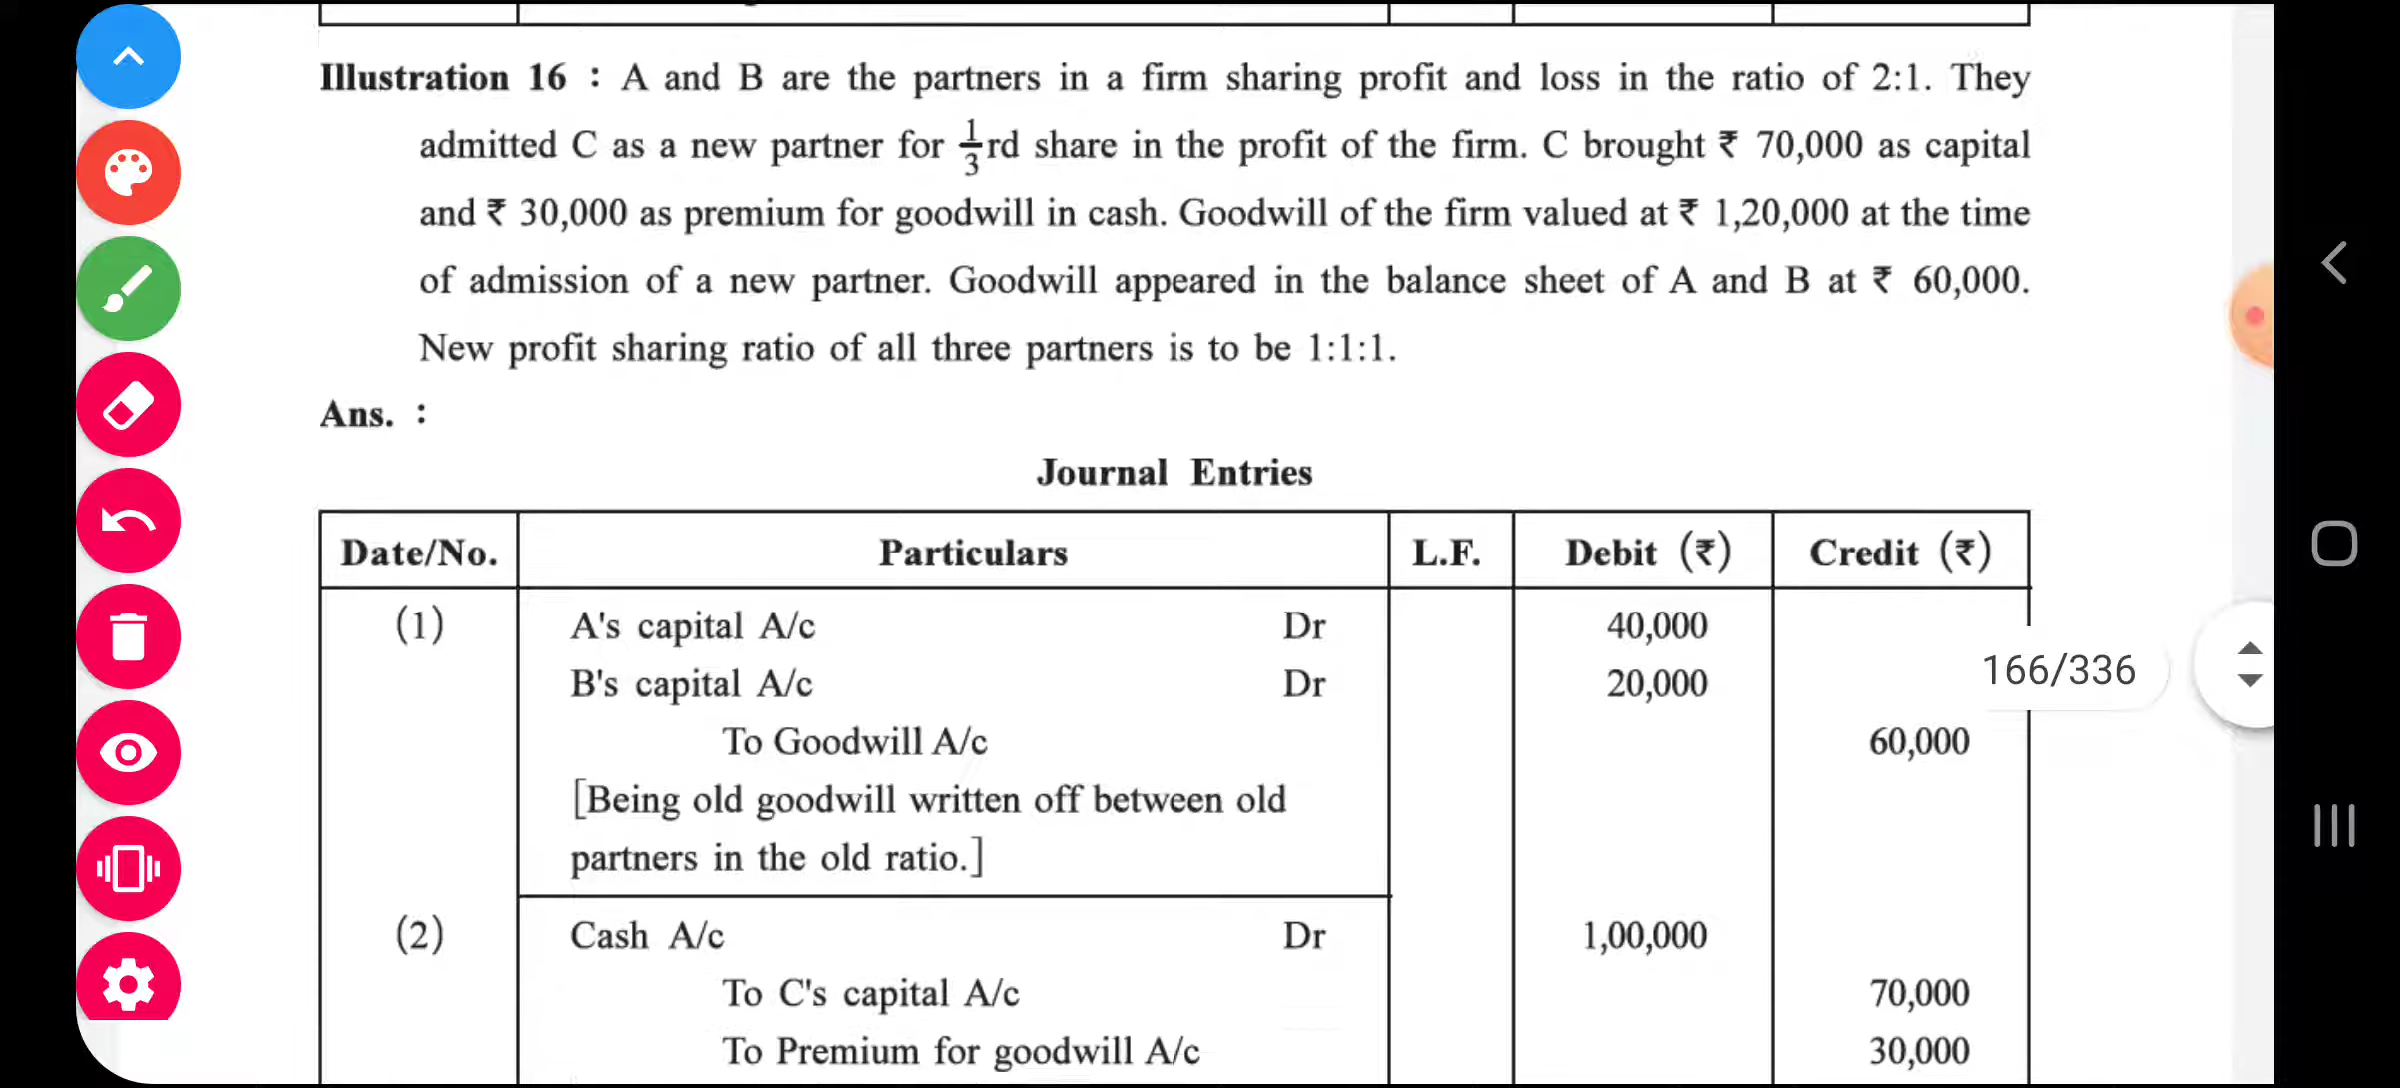 Illustration 16 : A and B are the partners in a firm sharing profit and loss in the ratio of 2:1. They
admitted C as a new partner for 1/3rd share in the profit of the firm. C brought ₹ 70,000 as capital
and ₹ 30,000 as premium for goodwill in cash. Goodwill of the firm valued at ₹ 1,20,000 at the time
of admission of a new partner. Goodwill appeared in the balance sheet of A and B at ₹ 60,000.
New profit sharing ratio of all three partners is to be 1:1:1.
Ans. :
Journal Entries
Date/No. Particulars L.F. Debit (₹) Credit (₹)
(1) A's capital A/c Dr 40,000
B's capital A/c Dr 20,000
166/336
To Goodwill A/c 60,000
[Being old goodwill written off between old
partners in the old ratio.]
(2) Cash A/c Dr 1,00,000
To C's capital A/c 70,000
To Premium for goodwill A/c 30,000